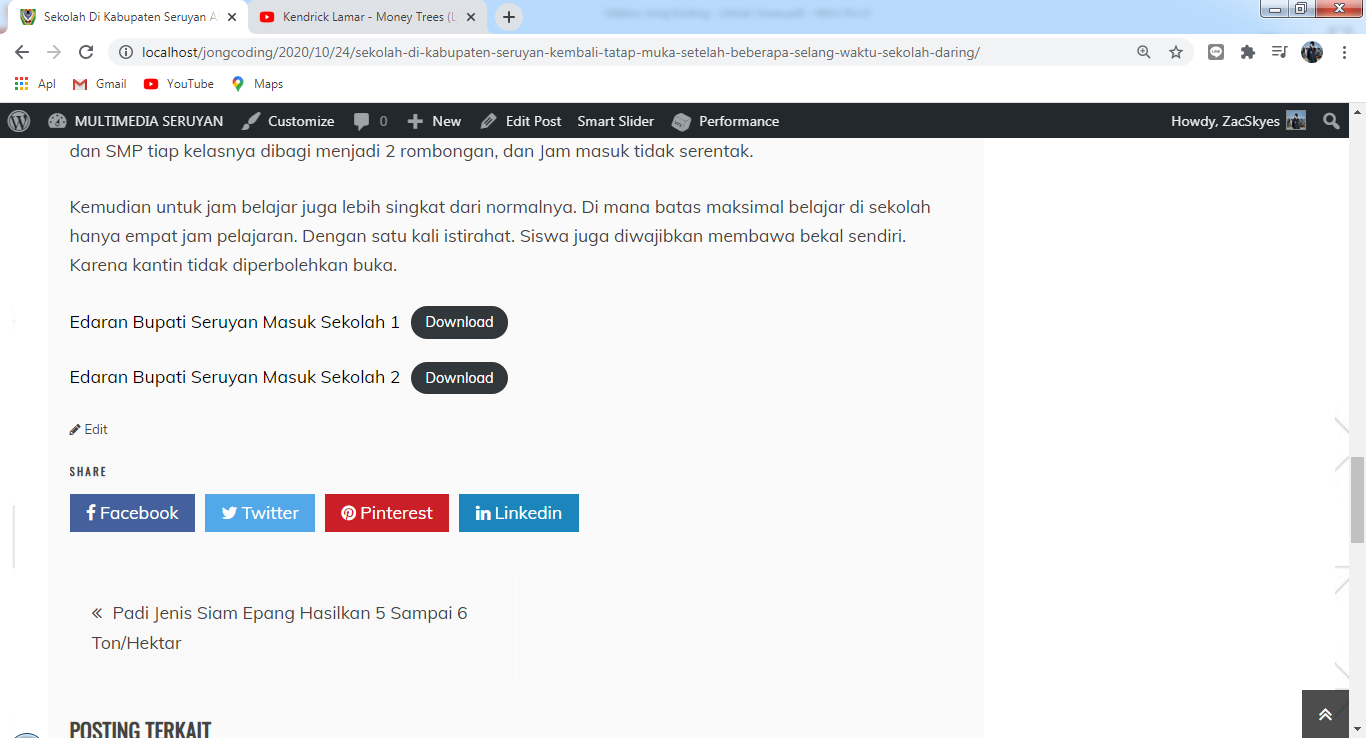 Sekolah Di Kabupaten Seruyan A
Kendrick Lamar - Money Trees (L
localhost/jongcoding/2020/10/24/sekolah-di-kabupaten-seruyan-kembali-tatap-muka-setelah-beberapa-selang-waktu-sekolah-daring/
Apl Gmail YouTube Maps
MULTIMEDIA SERUYAN Customize 0 New Edit Post Smart Slider Performance Howdy, ZacSkyes
dan SMP tiap kelasnya dibagi menjadi 2 rombongan, dan Jam masuk tidak serentak.
Kemudian untuk jam belajar juga lebih singkat dari normalnya. Di mana batas maksimal belajar di sekolah
hanya empat jam pelajaran. Dengan satu kali istirahat. Siswa juga diwajibkan membawa bekal sendiri.
Karena kantin tidak diperbolehkan buka.
Edaran Bupati Seruyan Masuk Sekolah 1 Download
Edaran Bupati Seruyan Masuk Sekolah 2 Download
Edit
SHARE
Facebook Twitter Pinterest Linkedin
« Padi Jenis Siam Epang Hasilkan 5 Sampai 6
Ton/Hektar
POSTING TERKAIT